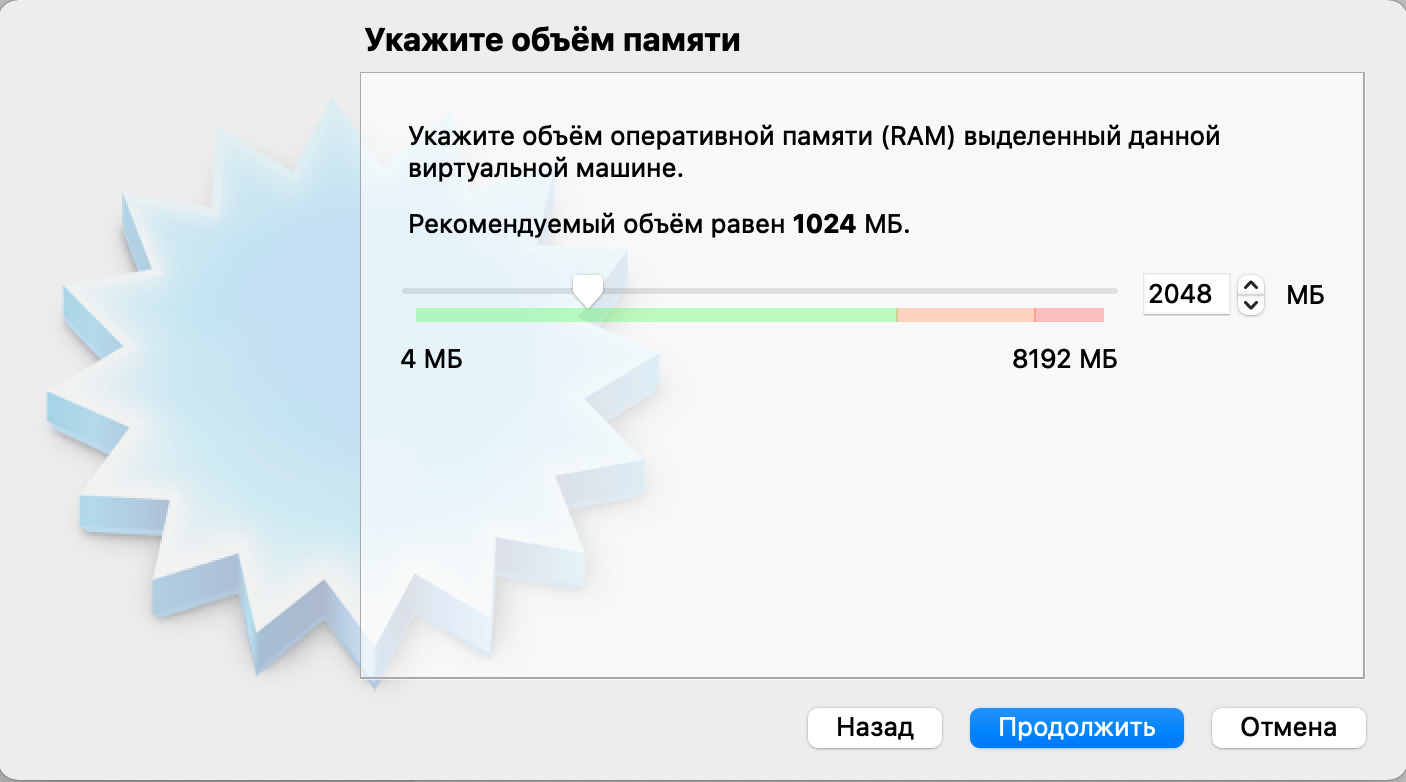 Укажите объём памяти
Укажите объём оперативной памяти (RAM) выделенный данной
виртуальной машине.
Рекомендуемый объём равен 1024 МБ.
2048 МБ
4 МБ 8192 МБ
Назад Продолжить Отмена